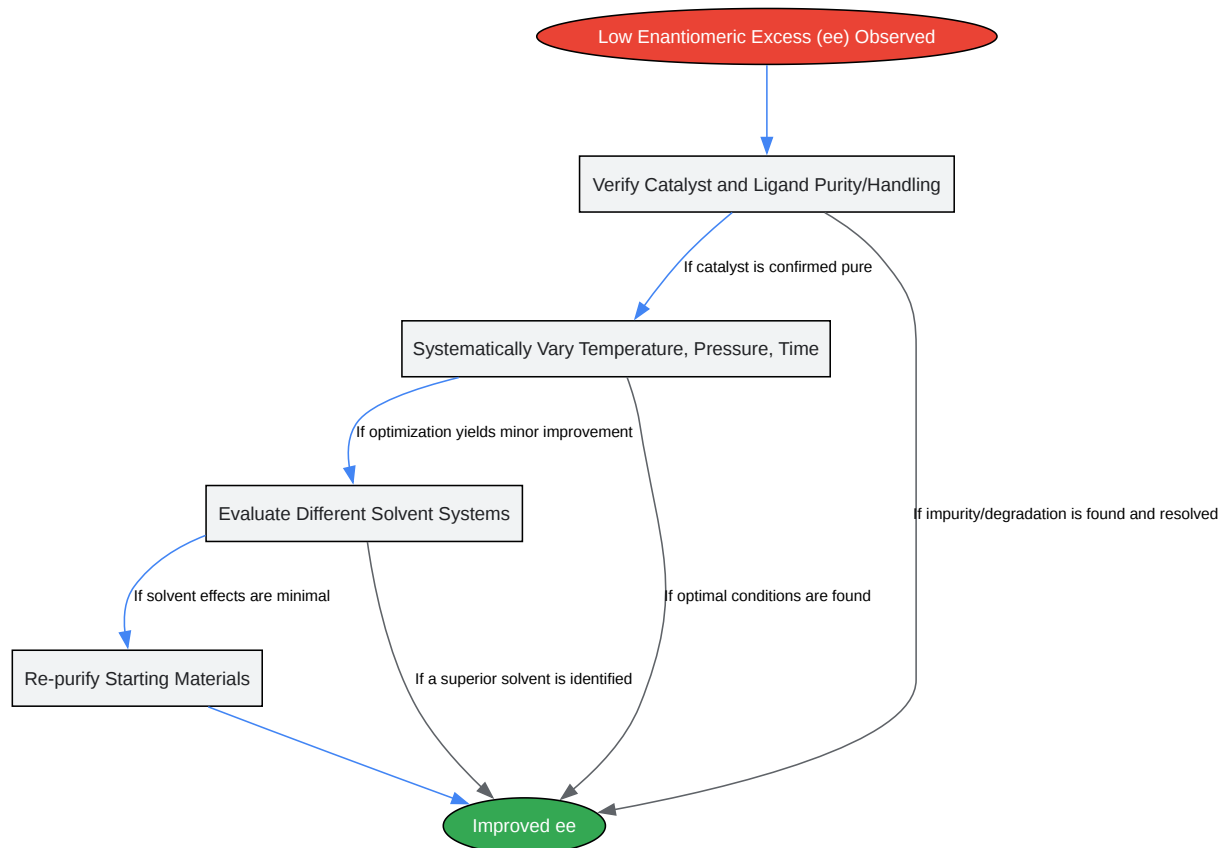 Low Enantiomeric Excess (ee) Observed
Verify Catalyst and Ligand Purity/Handling
If catalyst is confirmed pure
Systematically Vary Temperature, Pressure, Time
If optimization yields minor improvement
Evaluate Different Solvent Systems
If impurity/degradation is found and resolved
If solvent effects are minimal
If optimal conditions are found
Re-purify Starting Materials
If a superior solvent is identified
Improved ee